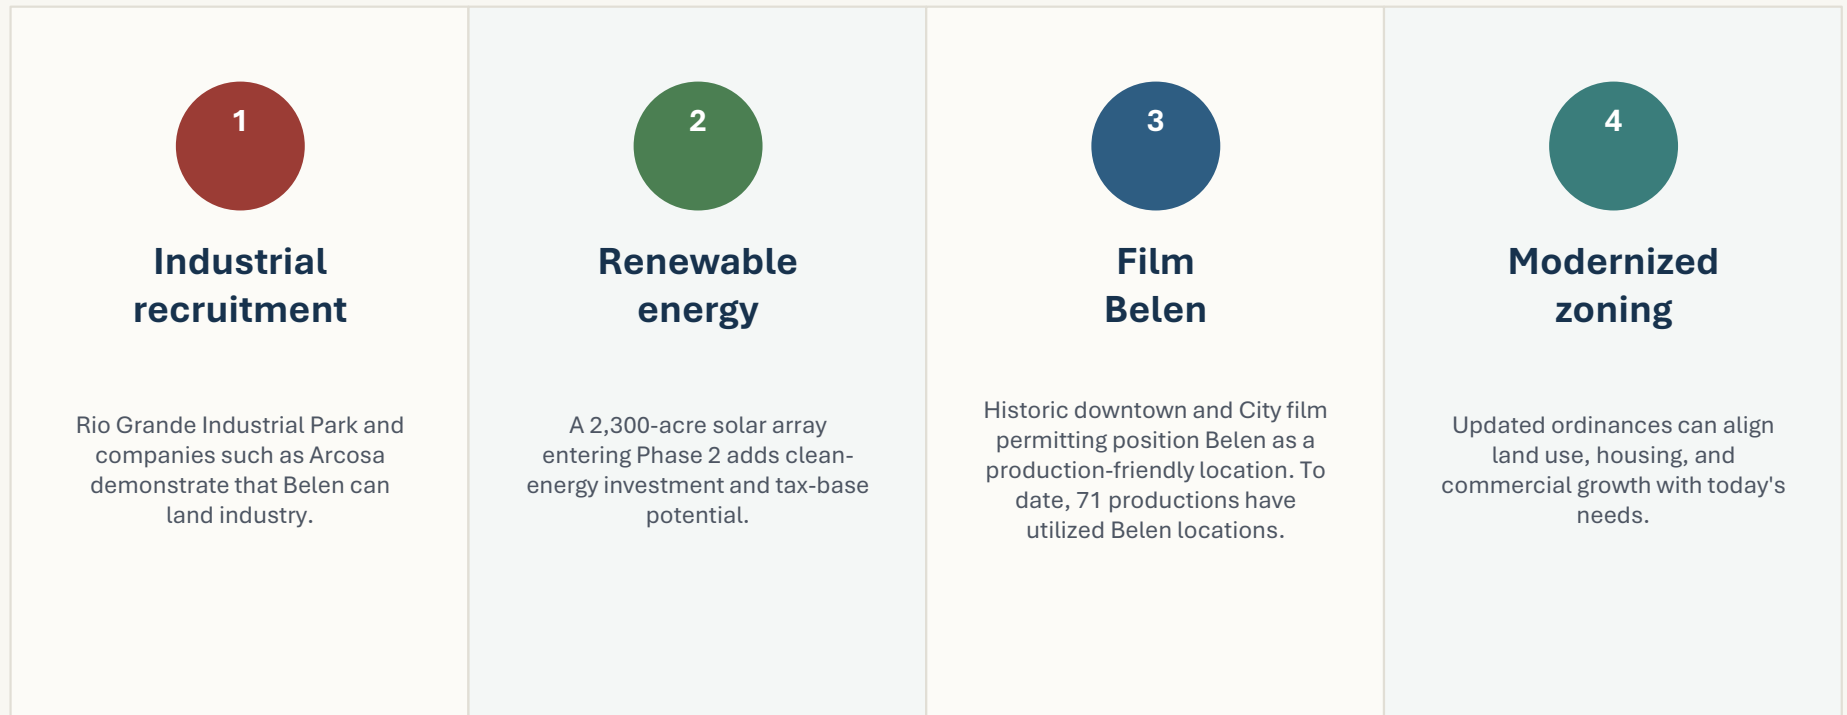 1
Industrial
recruitment
Rio Grande Industrial Park and
companies such as Arcosa
demonstrate that Belen can
land industry.
2
Renewable
energy
A 2,300-acre solar array
entering Phase 2 adds clean-
energy investment and tax-base
potential.
3
Film
Belen
Historic downtown and City film
permitting position Belen as a
production-friendly location. To
date, 71 productions have
utilized Belen locations.
4
Modernized
zoning
Updated ordinances can align
land use, housing, and
commercial growth with today's
needs.